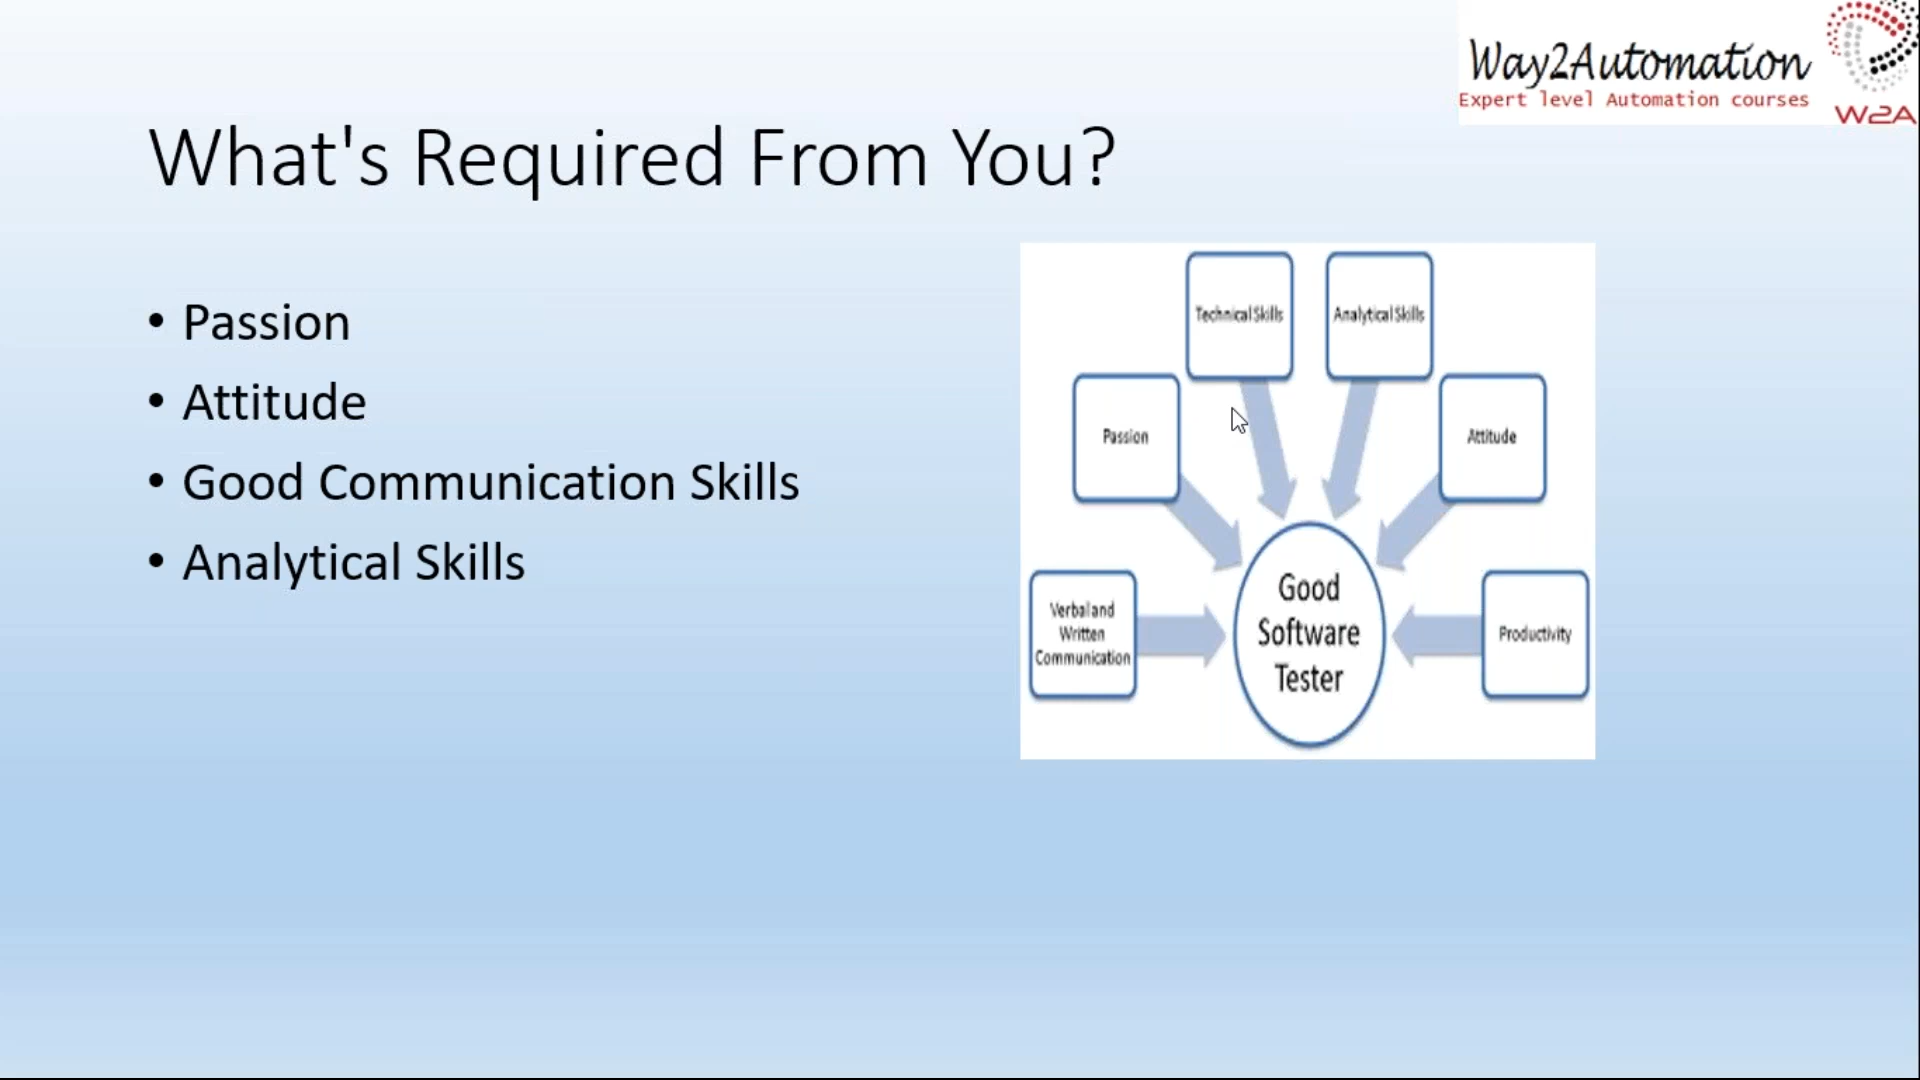 Way2Automation
Expert level Automation courses
W2A
What's Required From You?
• Passion
• Attitude
• Good Communication Skills
• Analytical Skills
Technical Skills
Analytical Skills
Passion
Attitude
Verbal and
Written
Communication
Good
Software
Tester
Productivity